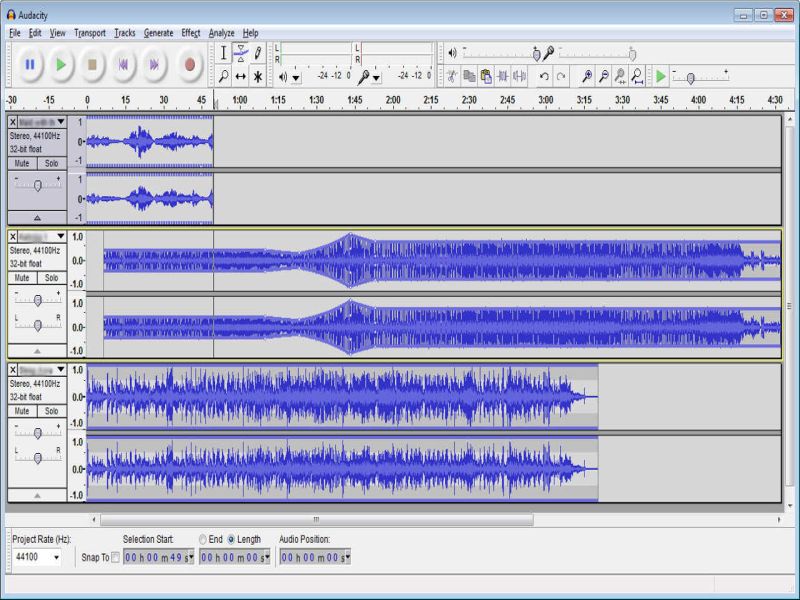 Audacity
File Edit View Transport Tracks Generate Effect Analyze Help
L
R
-24 -12 0
L
R
-24 -12 0
-30 -15 0 15 30 45 1:00 1:15 1:30 1:45 2:00 2:15 2:30 2:45 3:00 3:15 3:30 3:45 4:00 4:15 4:30
X
Stereo, 44100Hz
32-bit float
Mute Solo
- +
1
0-
-1
1
0-
-1
X
Stereo, 44100Hz
32-bit float
Mute Solo
- +
L R
1.0
0.0-
-1.0
1.0
0.0-
-1.0
X
Stereo, 44100Hz
32-bit float
Mute Solo
- +
L R
1.0
0.0-
-1.0
1.0
0.0-
-1.0
Project Rate (Hz): Selection Start: End Length Audio Position:
44100 Snap To 00 h 00 m 49 s 00 h 00 m 00 s 00 h 00 m 00 s